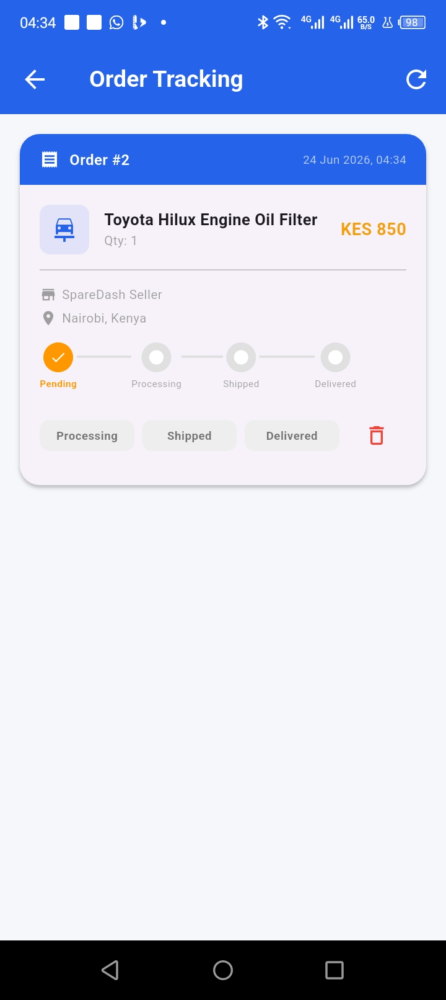 04:34 4G 4G 65.0 B/S 98
Order Tracking
Order #2 24 Jun 2026, 04:34
Toyota Hilux Engine Oil Filter
Qty: 1
KES 850
SpareDash Seller
Nairobi, Kenya
Pending Processing Shipped Delivered
Processing Shipped Delivered